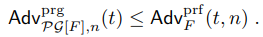 Adv^{prg}_{𝒫𝒢[F],n}(t) ≤ Adv^{prf}_F(t, n) .